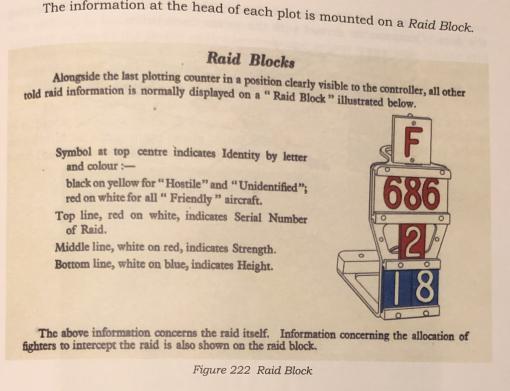 The information at the head of each plot is mounted on a Raid Block.
Raid Blocks
Alongside the last plotting counter in a position clearly visible to the controller, all other
told raid information is normally displayed on a “ Raid Block ” illustrated below.
Symbol at top centre indicates Identity by letter
and colour :—
black on yellow for “ Hostile” and “ Unidentified”;
red on white for all “ Friendly ” aircraft.
Top line, red on white, indicates Serial Number
of Raid.
Middle line, white on red, indicates Strength.
Bottom line, white on blue, indicates Height.
F
686
2
18
The above information concerns the raid itself. Information concerning the allocation of
fighters to intercept the raid is also shown on the raid block.
Figure 222 Raid Block